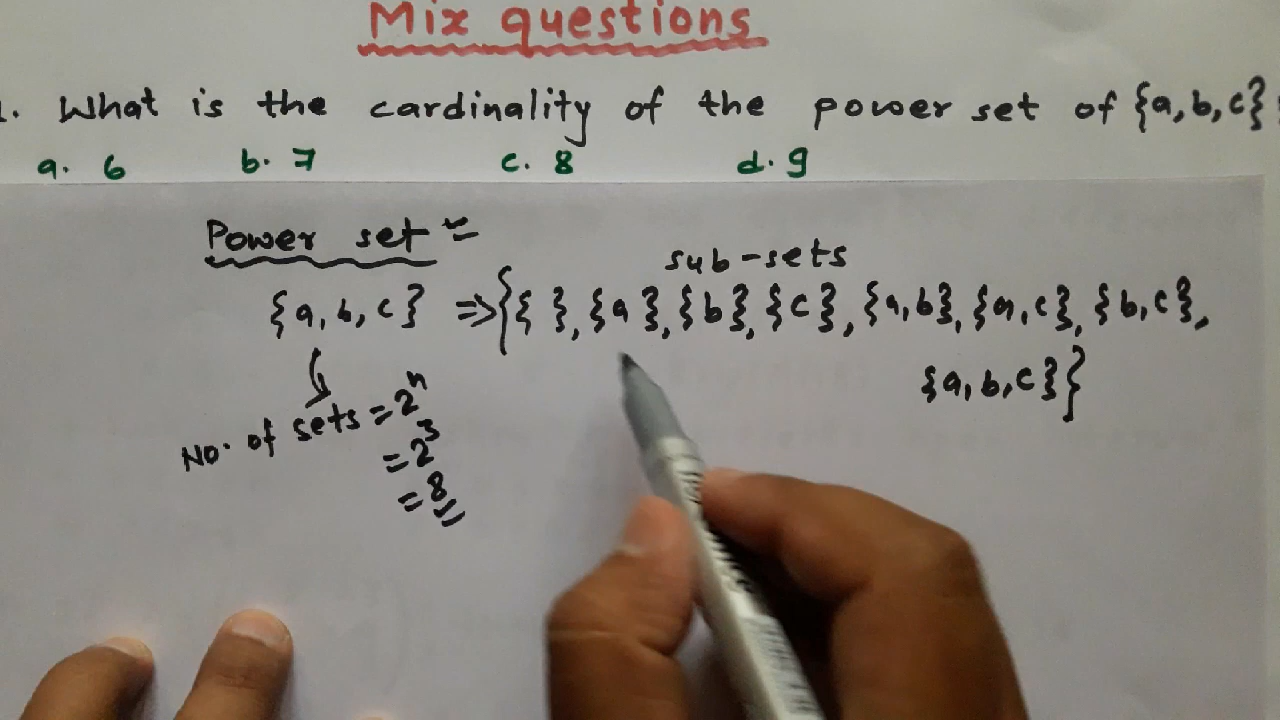 Mix questions
1. What is the cardinality of the power set of {a, b, c}
a. 6 b. 7 c. 8 d. 9
Power set =
sub-sets
{a, b, c} => {{ }, {a}, {b}, {c}, {a,b}, {a,c}, {b,c},
{a, b, c}}
No. of sets = 2^n
= 2^3
= 8